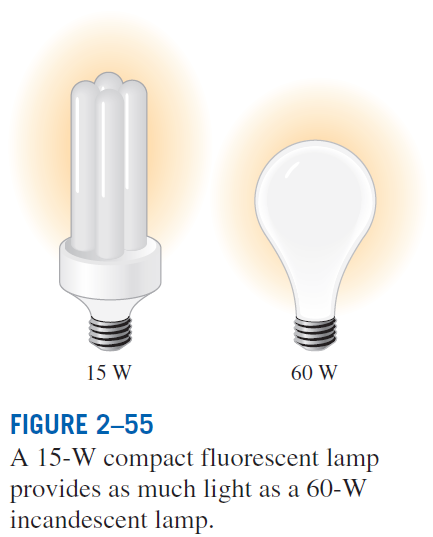 15 W
60 W
FIGURE 2–55
A 15-W compact fluorescent lamp
provides as much light as a 60-W
incandescent lamp.